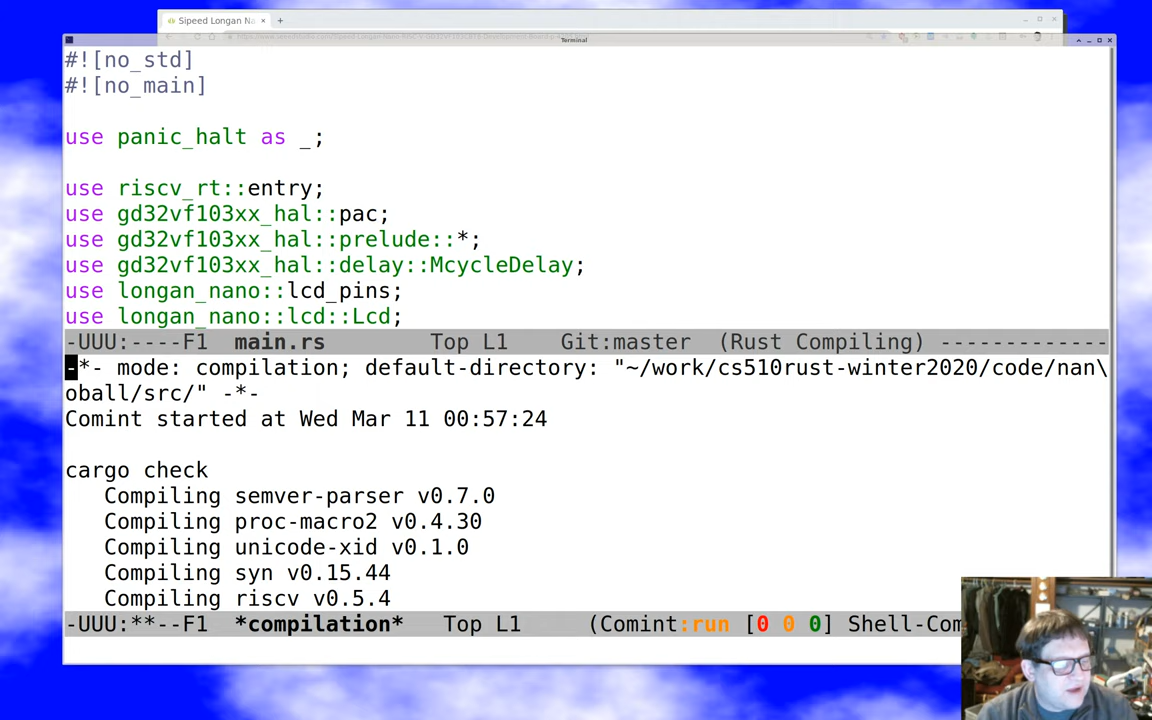 Sipeed Longan Na
Terminal
#![no_std]
#![no_main]
use panic_halt as _;
use riscv_rt::entry;
use gd32vf103xx_hal::pac;
use gd32vf103xx_hal::prelude::*;
use gd32vf103xx_hal::delay::McycleDelay;
use longan_nano::lcd_pins;
use longan_nano::lcd::Lcd;
-UUU:----F1  main.rs        Top L1    Git:master  (Rust Compiling) -------------
-*- mode: compilation; default-directory: "~/work/cs510rust-winter2020/code/nan\
oball/src/" -*-
Comint started at Wed Mar 11 00:57:24
cargo check
   Compiling semver-parser v0.7.0
   Compiling proc-macro2 v0.4.30
   Compiling unicode-xid v0.1.0
   Compiling syn v0.15.44
   Compiling riscv v0.5.4
-UUU:**--F1  *compilation*   Top L1     (Comint:run [0 0 0] Shell-Com